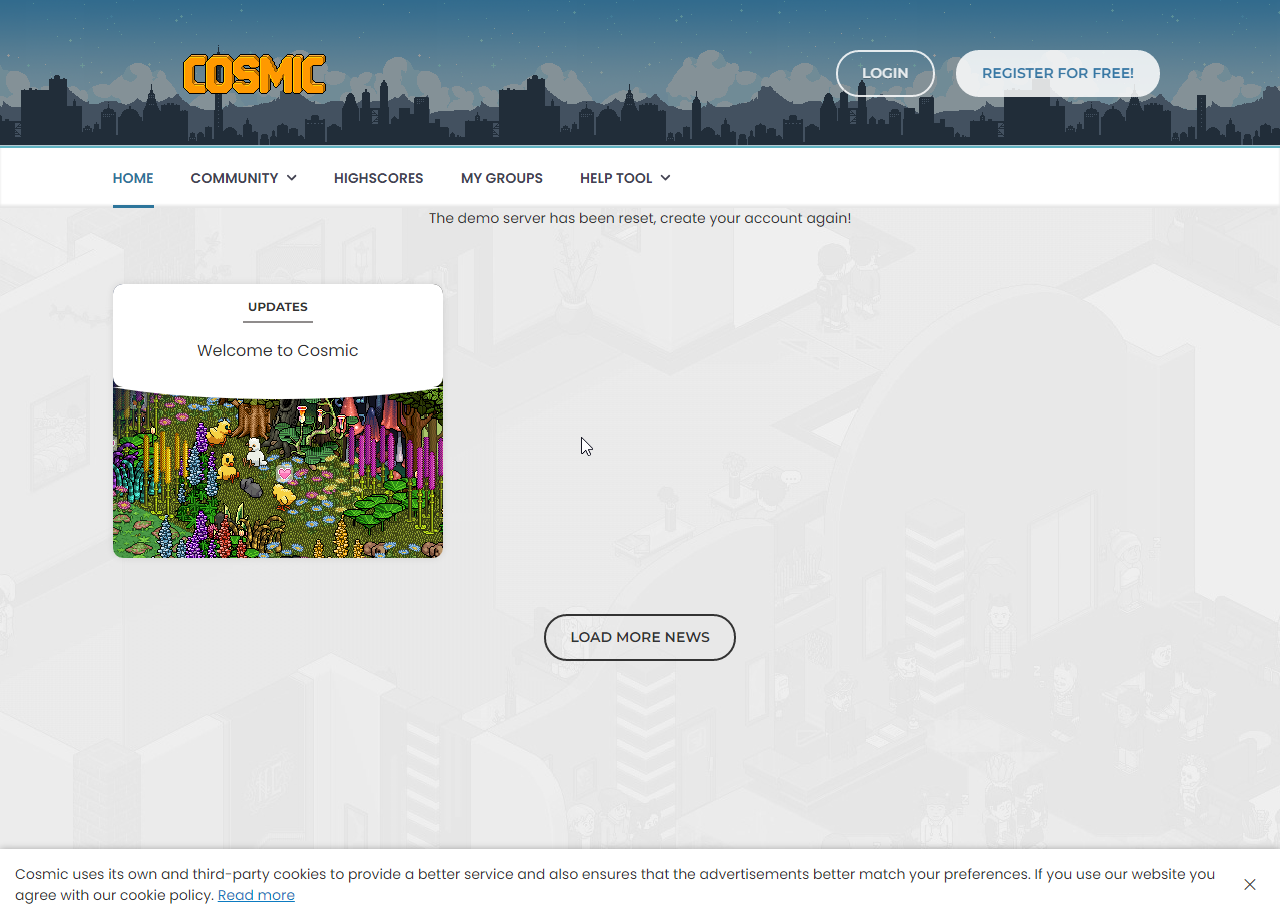 COSMIC
LOGIN
REGISTER FOR FREE!
HOME
COMMUNITY
HIGHSCORES
MY GROUPS
HELP TOOL
The demo server has been reset, create your account again!
UPDATES
Welcome to Cosmic
LOAD MORE NEWS
Cosmic uses its own and third-party cookies to provide a better service and also ensures that the advertisements better match your preferences. If you use our website you
agree with our cookie policy. Read more